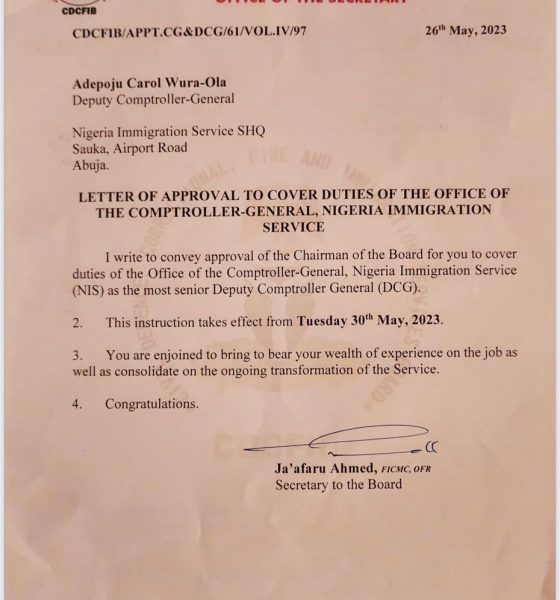 OFFICE OF THE SECRETARY
CDCFIB
CDCFIB/APPT.CG&DCG/61/VOL.IV/97 26th May, 2023
Adepoju Carol Wura-Ola
Deputy Comptroller-General
Nigeria Immigration Service SHQ
Sauka, Airport Road
Abuja.
LETTER OF APPROVAL TO COVER DUTIES OF THE OFFICE OF
THE COMPTROLLER-GENERAL, NIGERIA IMMIGRATION
SERVICE
I write to convey approval of the Chairman of the Board for you to cover
duties of the Office of the Comptroller-General, Nigeria Immigration Service
(NIS) as the most senior Deputy Comptroller General (DCG).
2. This instruction takes effect from Tuesday 30th May, 2023.
3. You are enjoined to bring to bear your wealth of experience on the job as
well as consolidate on the ongoing transformation of the Service.
4. Congratulations.
Ja'afaru Ahmed, FICMC, OFR
Secretary to the Board